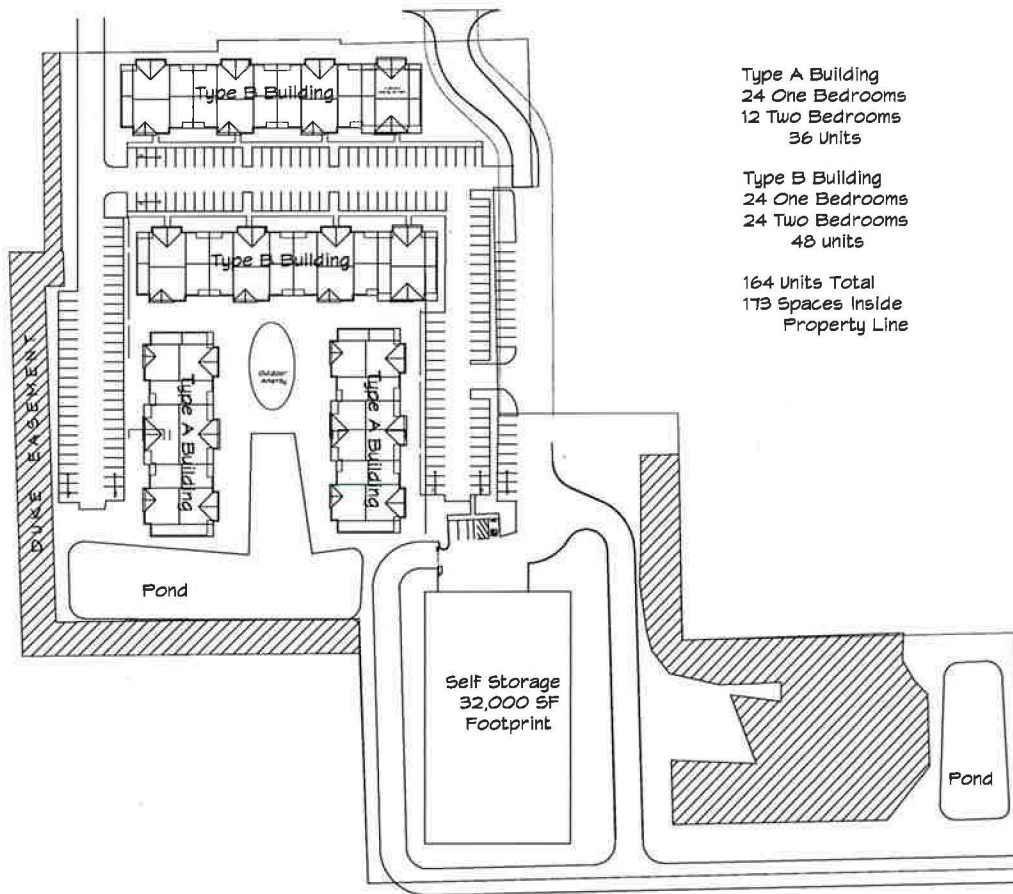 Type B Building
Type A Building
24 One Bedrooms
12 Two Bedrooms
36 Units
Type B Building
24 One Bedrooms
24 Two Bedrooms
48 units
164 Units Total
173 Spaces Inside
Property Line
Type B Building
DUKE EASEMENT
Type A Building
Outdoor
Amenity
Type A Building
Pond
Self Storage
32,000 SF
Footprint
Pond